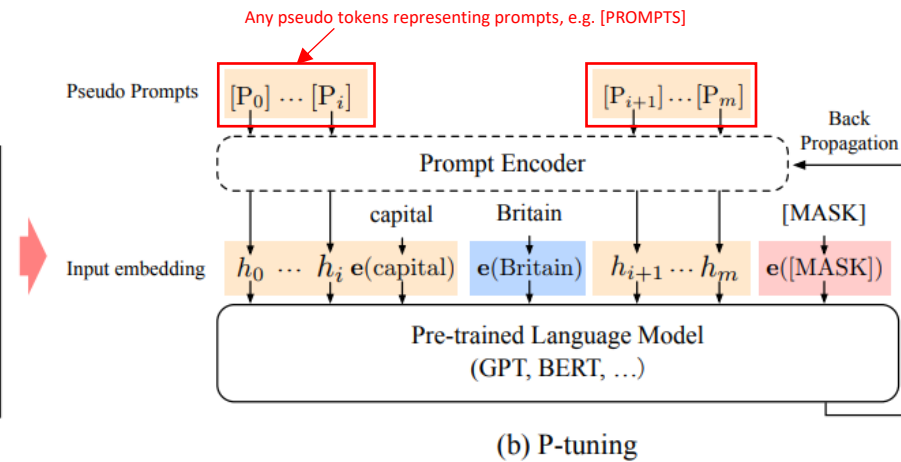 Any pseudo tokens representing prompts, e.g. [PROMPTS]
Pseudo Prompts [P₀] ⋯ [Pᵢ] [Pᵢ₊₁] ⋯ [Pₘ]
Back
Propagation
Prompt Encoder
capital Britain [MASK]
Input embedding h₀ ⋯ hᵢ e(capital) e(Britain) hᵢ₊₁ ⋯ hₘ e([MASK])
Pre-trained Language Model
(GPT, BERT, …)
(b) P-tuning